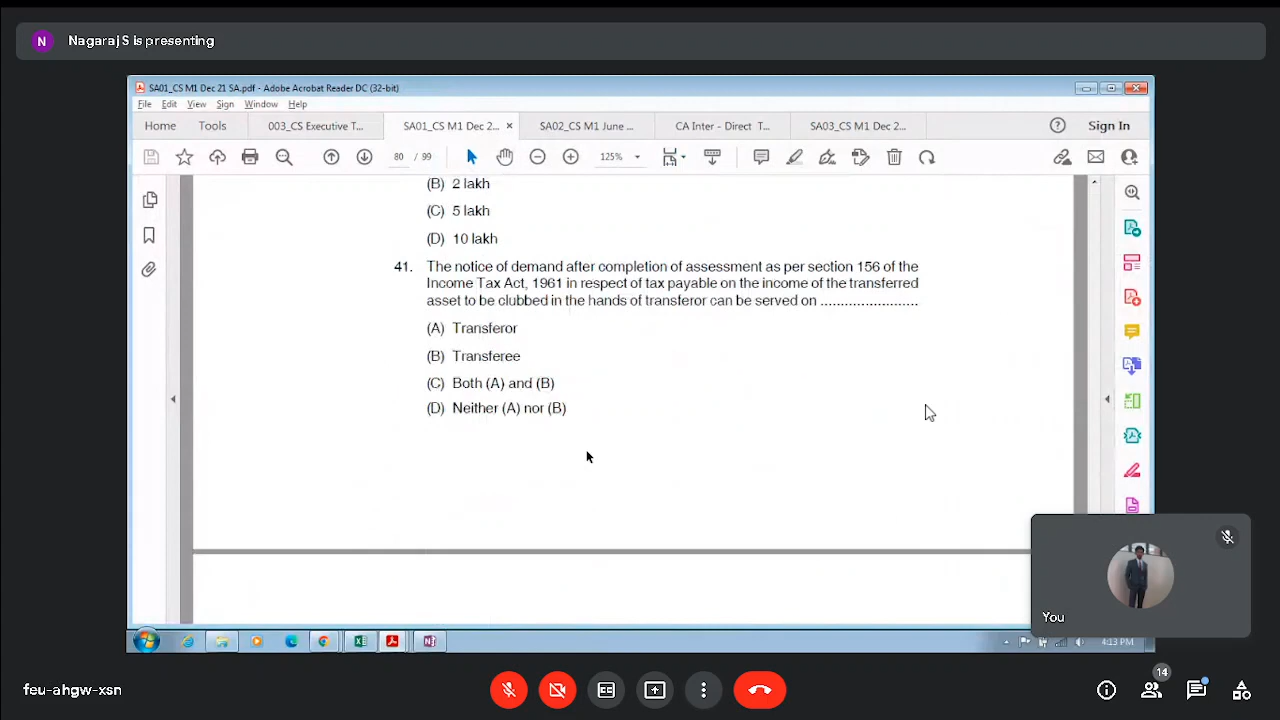 N Nagaraj S is presenting
SA01_CS M1 Dec 21 SA.pdf - Adobe Acrobat Reader DC (32-bit)
File Edit View Sign Window Help
Home Tools 003_CS Executive T... SA01_CS M1 Dec 2... × SA02_CS M1 June ... CA Inter - Direct T... SA03_CS M1 Dec 2... Sign In
80 / 99 125%
(B) 2 lakh
(C) 5 lakh
(D) 10 lakh
41. The notice of demand after completion of assessment as per section 156 of the
Income Tax Act, 1961 in respect of tax payable on the income of the transferred
asset to be clubbed in the hands of transferor can be served on ........................
(A) Transferor
(B) Transferee
(C) Both (A) and (B)
(D) Neither (A) nor (B)
You
4:13 PM
feu-ahgw-xsn
14